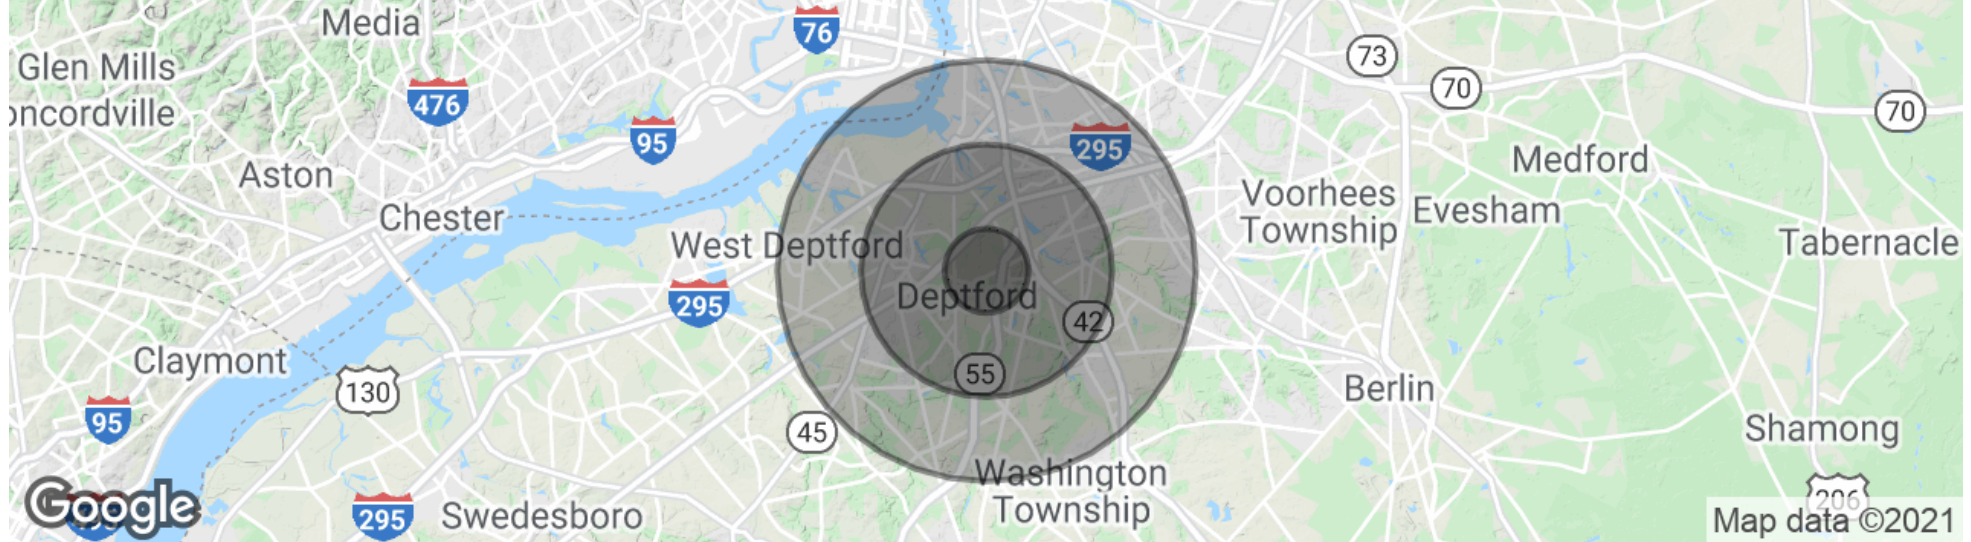 Media
76
73
Glen Mills
oncordville
476
70
70
95
295
Aston
Medford
Chester
Voorhees
Township
Evesham
West Deptford
Tabernacle
295
Deptford
42
Claymont
55
130
Berlin
95
45
Shamong
Washington
Township
Google
295
Swedesboro
206
Map data ©2021